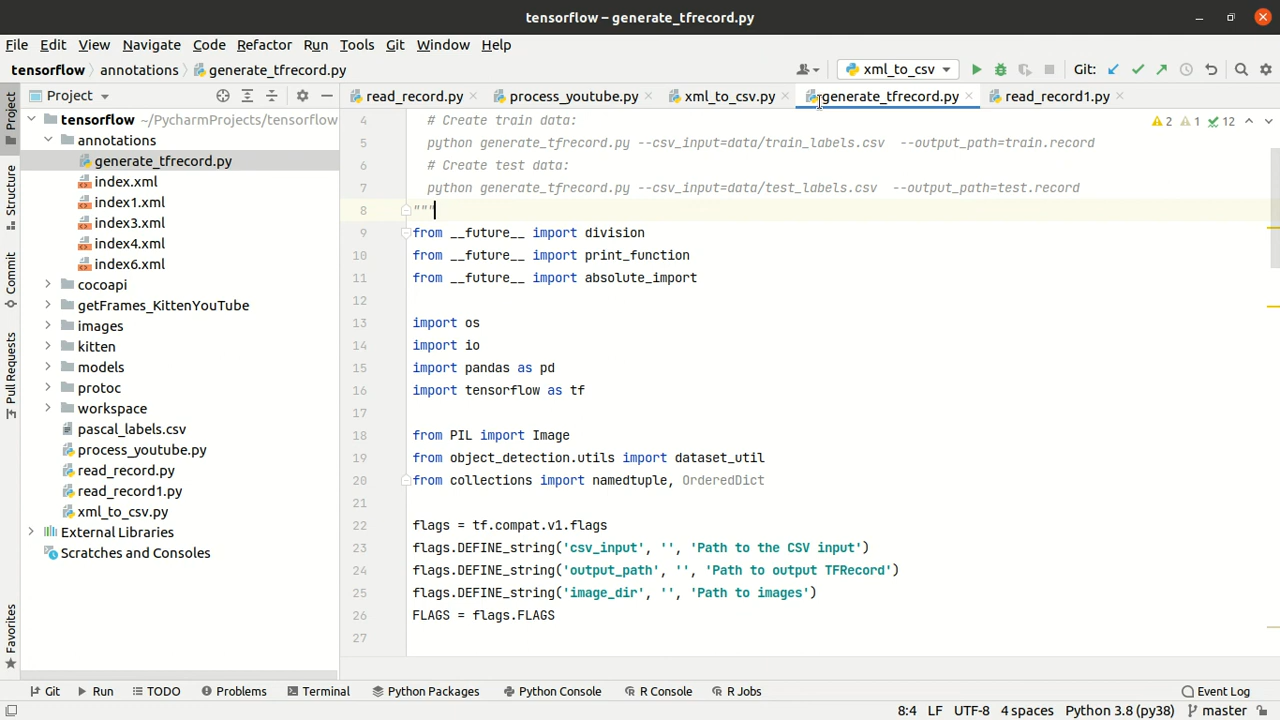 tensorflow – generate_tfrecord.py
File Edit View Navigate Code Refactor Run Tools Git Window Help
tensorflow annotations generate_tfrecord.py xml_to_csv Git:
Project read_record.py process_youtube.py xml_to_csv.py generate_tfrecord.py read_record1.py
Project
Structure
Commit
Pull Requests
Favorites
tensorflow ~/PycharmProjects/tensorflow
annotations
generate_tfrecord.py
index.xml
index1.xml
index3.xml
index4.xml
index6.xml
cocoapi
getFrames_KittenYouTube
images
kitten
models
protoc
workspace
pascal_labels.csv
process_youtube.py
read_record.py
read_record1.py
xml_to_csv.py
External Libraries
Scratches and Consoles
2 1 12
4 # Create train data:
5 python generate_tfrecord.py --csv_input=data/train_labels.csv --output_path=train.record
6 # Create test data:
7 python generate_tfrecord.py --csv_input=data/test_labels.csv --output_path=test.record
8 """
9 from __future__ import division
10 from __future__ import print_function
11 from __future__ import absolute_import
12
13 import os
14 import io
15 import pandas as pd
16 import tensorflow as tf
17
18 from PIL import Image
19 from object_detection.utils import dataset_util
20 from collections import namedtuple, OrderedDict
21
22 flags = tf.compat.v1.flags
23 flags.DEFINE_string('csv_input', '', 'Path to the CSV input')
24 flags.DEFINE_string('output_path', '', 'Path to output TFRecord')
25 flags.DEFINE_string('image_dir', '', 'Path to images')
26 FLAGS = flags.FLAGS
27
Git Run TODO Problems Terminal Python Packages Python Console R Console R Jobs Event Log
8:4 LF UTF-8 4 spaces Python 3.8 (py38) master